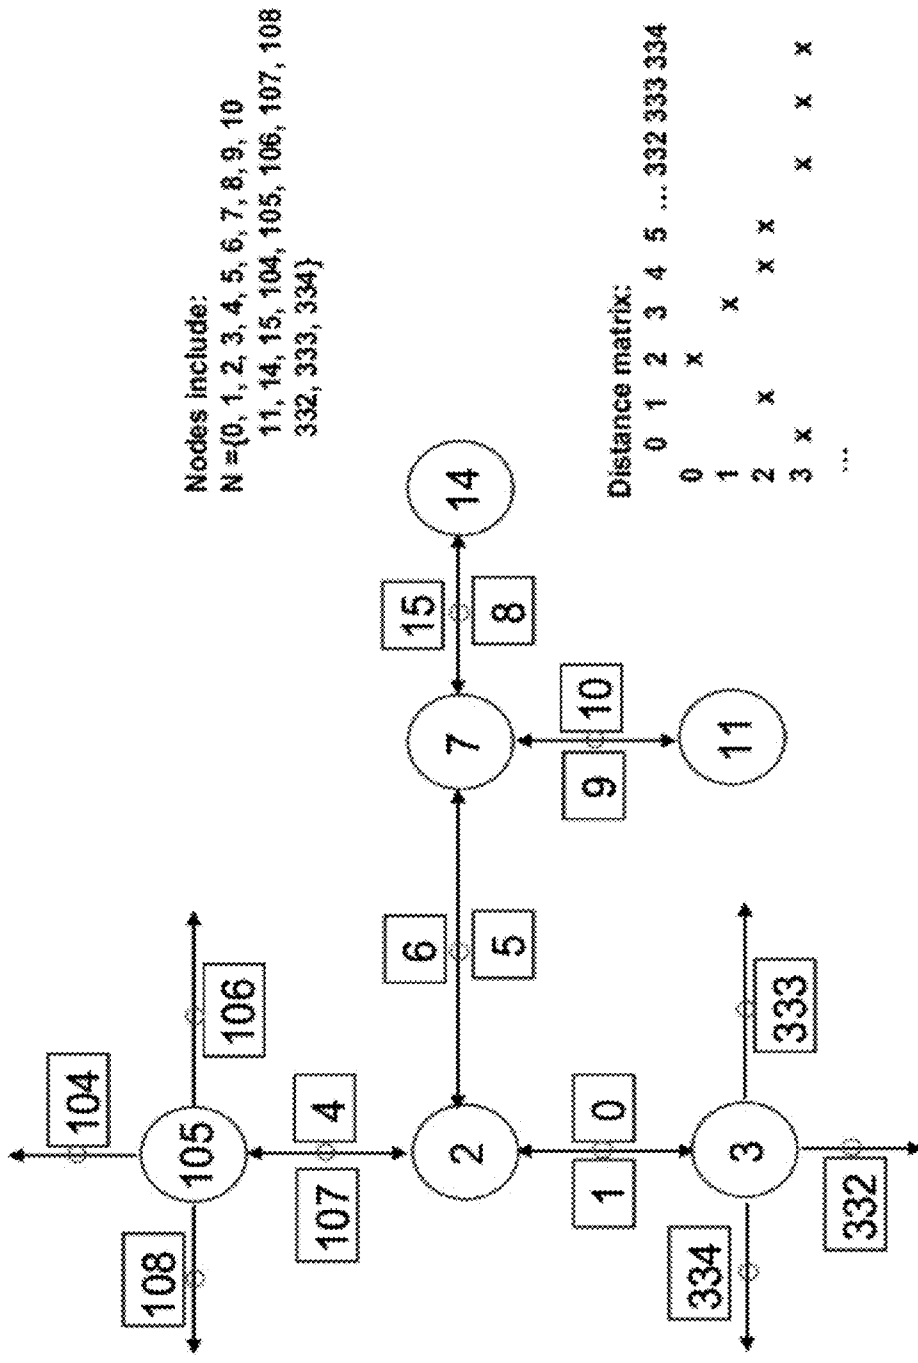 104
108
105
106
107
4
6
2
5
7
15
8
14
1
0
9
10
11
334
3
333
332
Nodes include:
N ={0, 1, 2, 3, 4, 5, 6, 7, 8, 9, 10
11, 14, 15, 104, 105, 106, 107, 108
332, 333, 334}
Distance matrix:
0 1 2 3 4 5 ... 332 333 334
0 x
1 x
2 x x x
3 x x x x
...